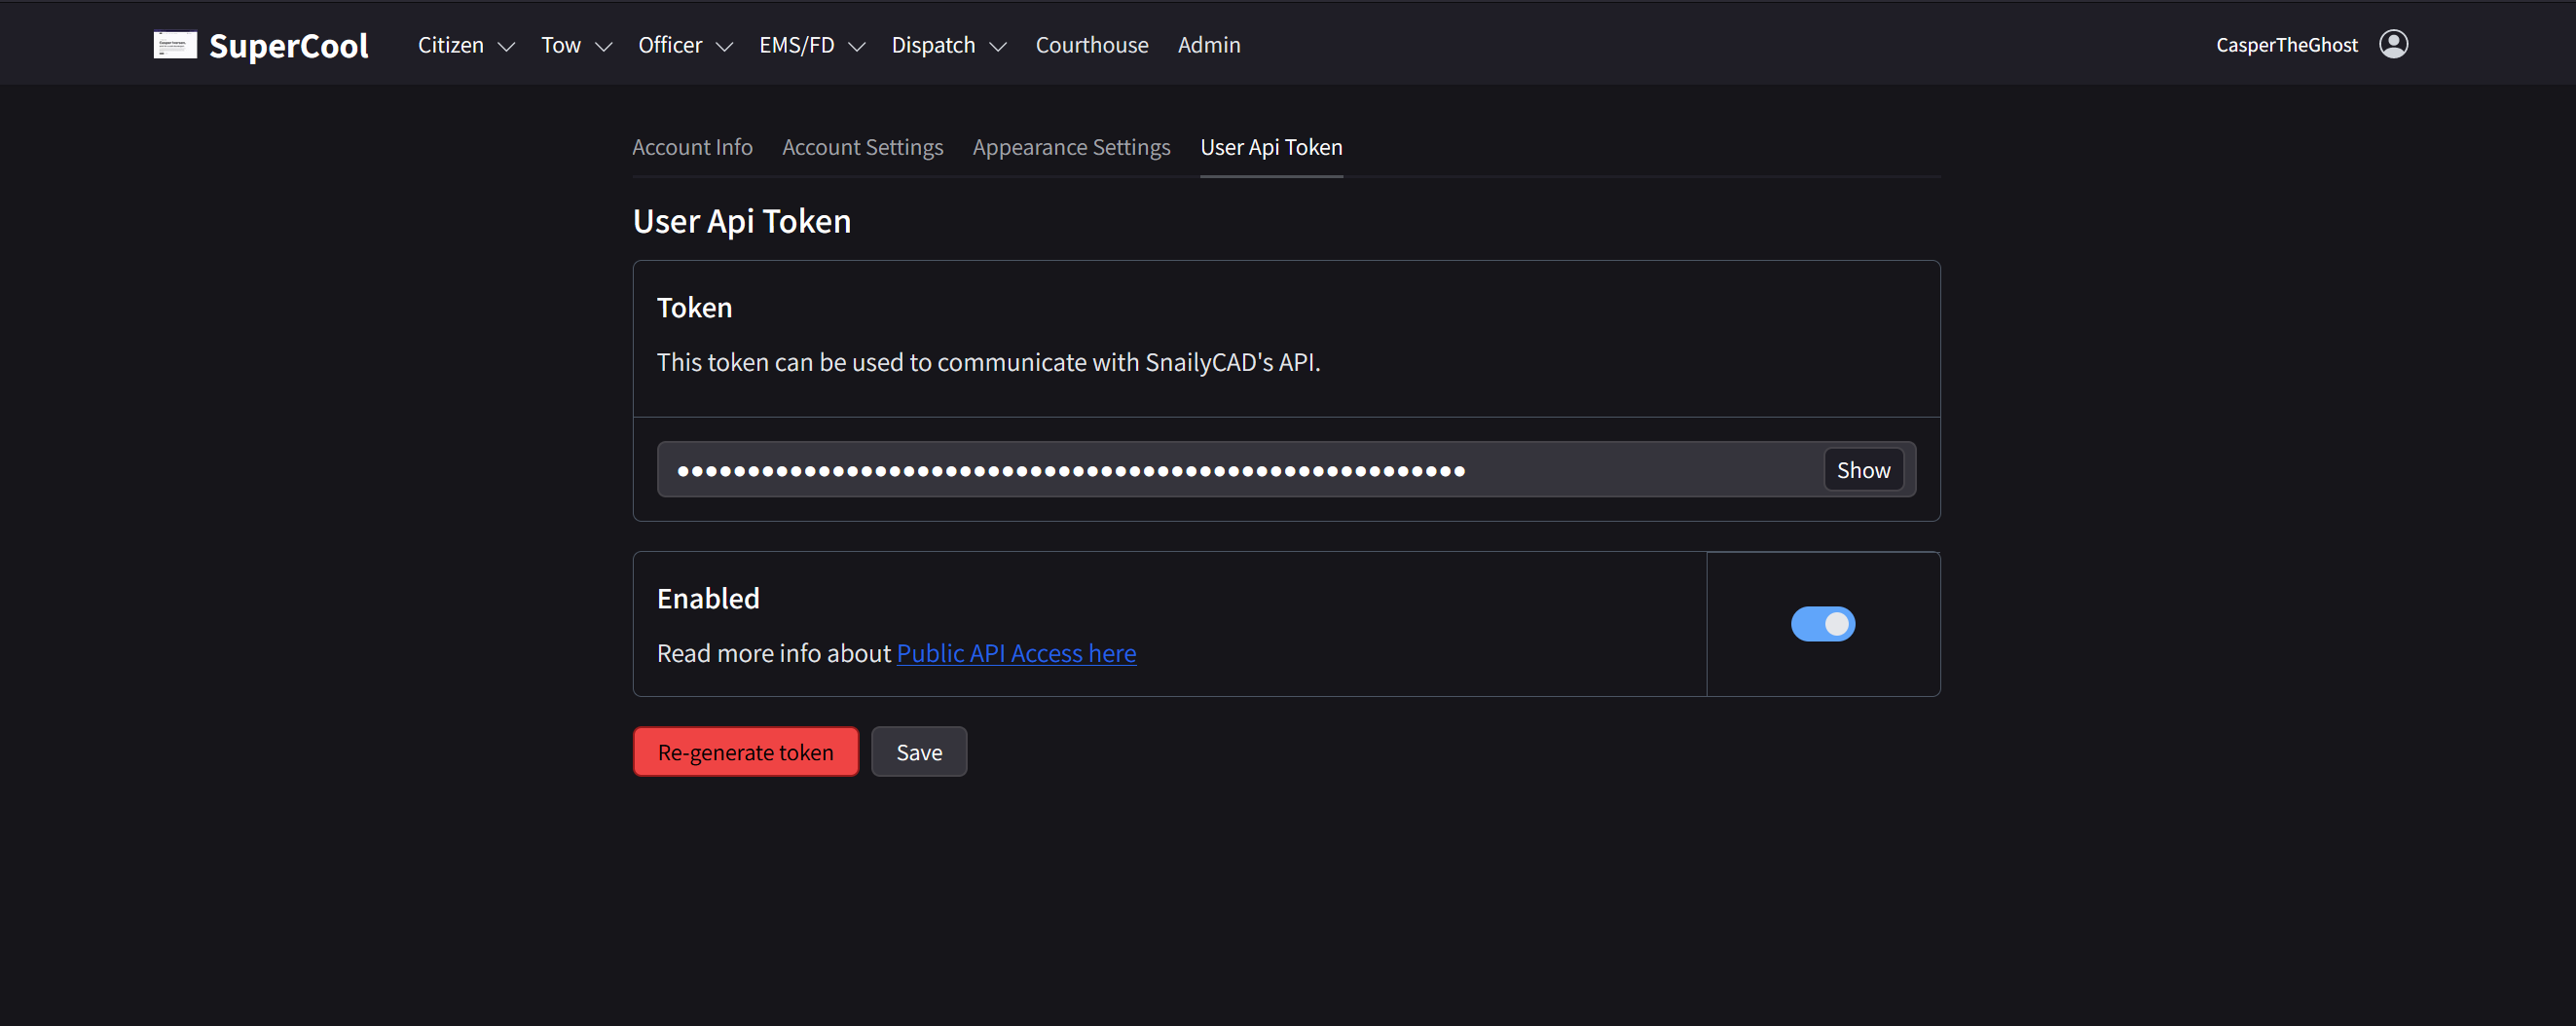 SuperCool Citizen Tow Officer EMS/FD Dispatch Courthouse Admin CasperTheGhost
Account Info Account Settings Appearance Settings User Api Token
User Api Token
Token
This token can be used to communicate with SnailyCAD's API.
●●●●●●●●●●●●●●●●●●●●●●●●●●●●●●●●●●●●●●●●●●●●●●●●●●●●●●●● Show
Enabled
Read more info about Public API Access here
Re-generate token Save